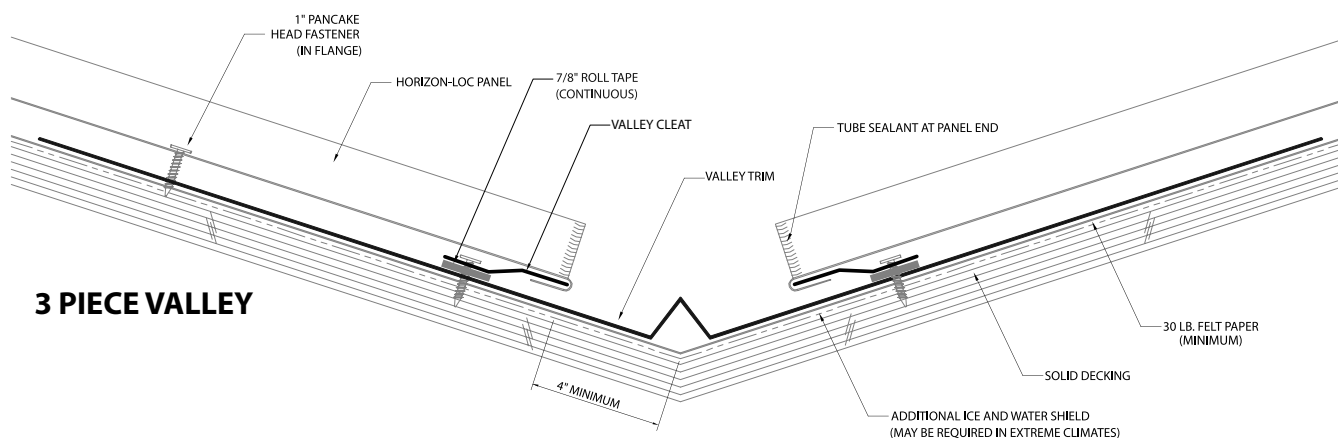 1" PANCAKE
HEAD FASTENER
(IN FLANGE)
HORIZON-LOC PANEL
7/8" ROLL TAPE
(CONTINUOUS)
VALLEY CLEAT
TUBE SEALANT AT PANEL END
VALLEY TRIM
3 PIECE VALLEY
30 LB. FELT PAPER
(MINIMUM)
SOLID DECKING
4" MINIMUM
ADDITIONAL ICE AND WATER SHIELD
(MAY BE REQUIRED IN EXTREME CLIMATES)